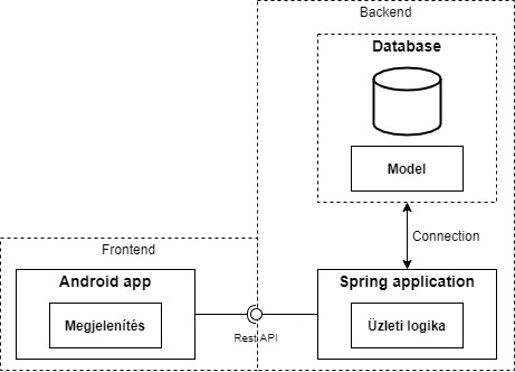 Backend
Database
Model
Connection
Frontend
Android app
Megjelenítés
Rest API
Spring application
Üzleti logika